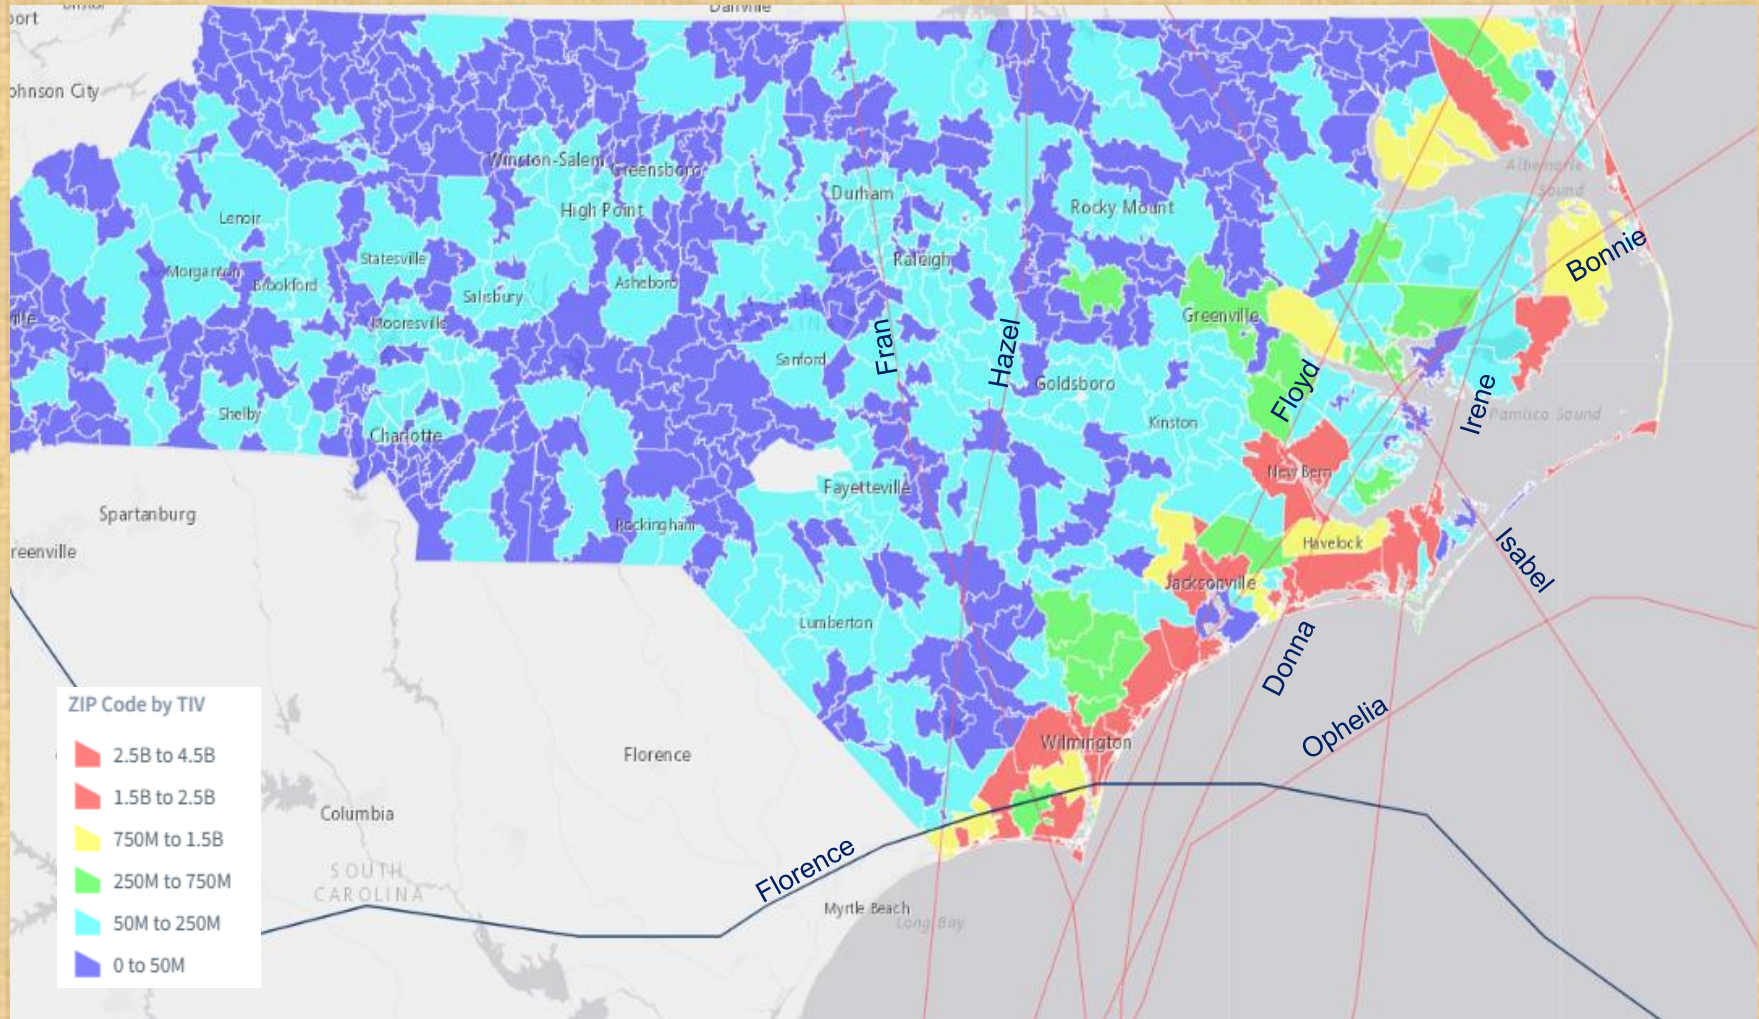 Danville
ohnson City
Winston-Salem
Greensboro
Durham
High Point
Rocky Mount
Albemarle
Sound
Lenoir
Statesville
Raleigh
Bonnie
Morganton
Brookford
Salisbury
Asheboro
Mooresville
Greenville
Fran
Hazel
Sanford
Goldsboro
Floyd
Irene
Shelby
Charlotte
Kinston
Pamlico Sound
New Bern
Fayetteville
Spartanburg
Rockingham
reenville
Havelock
Isabel
Jacksonville
Lumberton
Donna
Ophelia
Wilmington
Florence
Columbia
SOUTH
CAROLINA
Florence
Myrtle Beach
Long Bay
ZIP Code by TIV
2.5B to 4.5B
1.5B to 2.5B
750M to 1.5B
250M to 750M
50M to 250M
0 to 50M